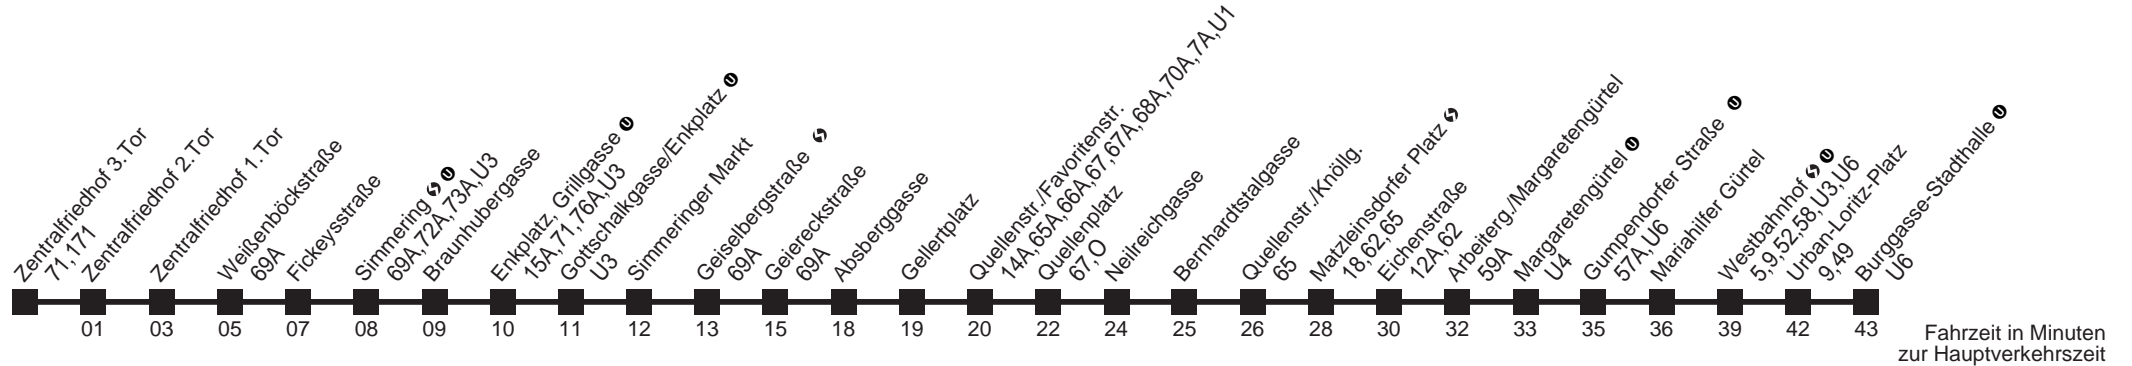 Zentralfriedhof 3.Tor
71,171
Zentralfriedhof 2.Tor
Zentralfriedhof 1.Tor
Weißenböckstraße
69A
Fickeysstraße
Simmering S U
69A,72A,73A,U3
Braunhubergasse
Enkplatz, Grillgasse U
15A,71,76A,U3
Gottschalkgasse/Enkplatz U
U3
Simmeringer Markt
Geiselbergstraße S
69A
Geiereckstraße
69A
Absberggasse
Gellertplatz
Quellenstr./Favoritenstr.
14A,65A,66A,67,67A,68A,70A,7A,U1
Quellenplatz
67,O
Neilreichgasse
Bernhardtstalgasse
Quellenstr./Knöllg.
65
Matzleinsdorfer Platz S
18,62,65
Eichenstraße
12A,62
Arbeiterg./Margaretengürtel
59A
Margaretengürtel U
U4
Gumpendorfer Straße U
57A,U6
Mariahilfer Gürtel
Westbahnhof S U
5,9,52,58,U3,U6
Urban-Loritz-Platz
9,49
Burggasse-Stadthalle U
U6
01 03 05 07 08 09 10 11 12 13 15 18 19 20 22 24 25 26 28 30 32 33 35 36 39 42 43
Fahrzeit in Minuten
zur Hauptverkehrszeit